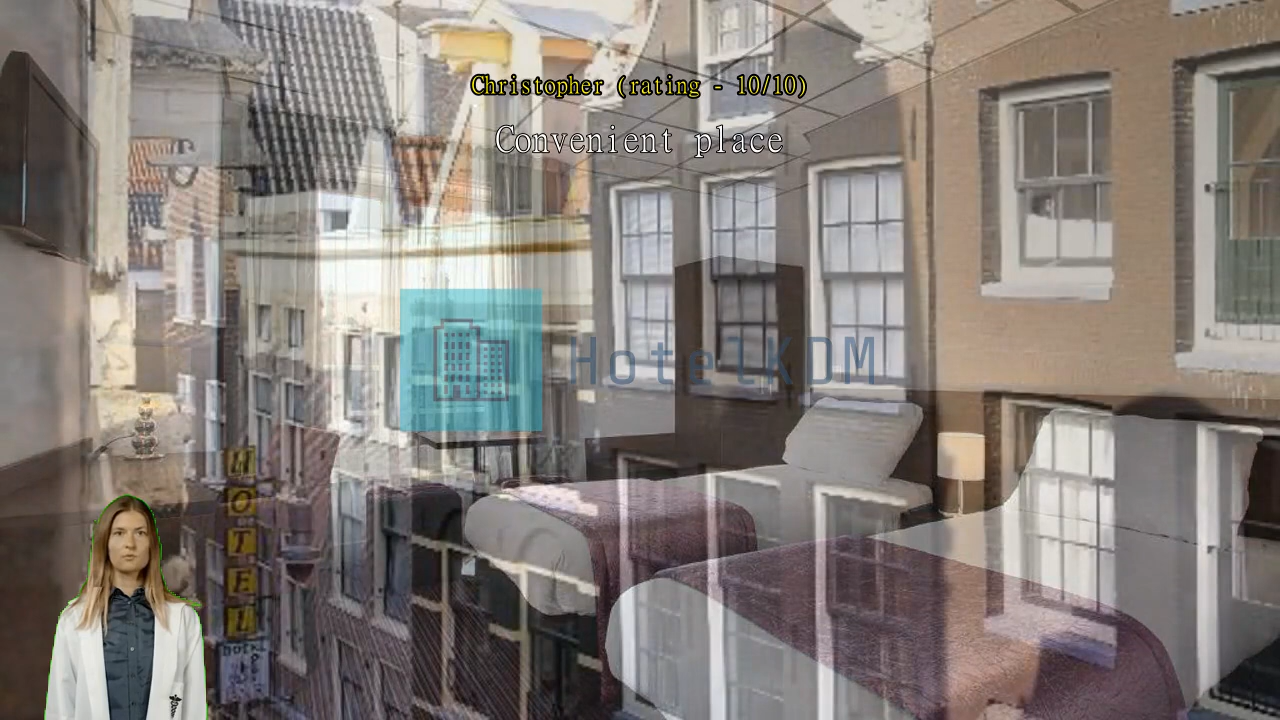 Christopher (rating - 10/10)
Convenient place
HotelKDM
HOTEL